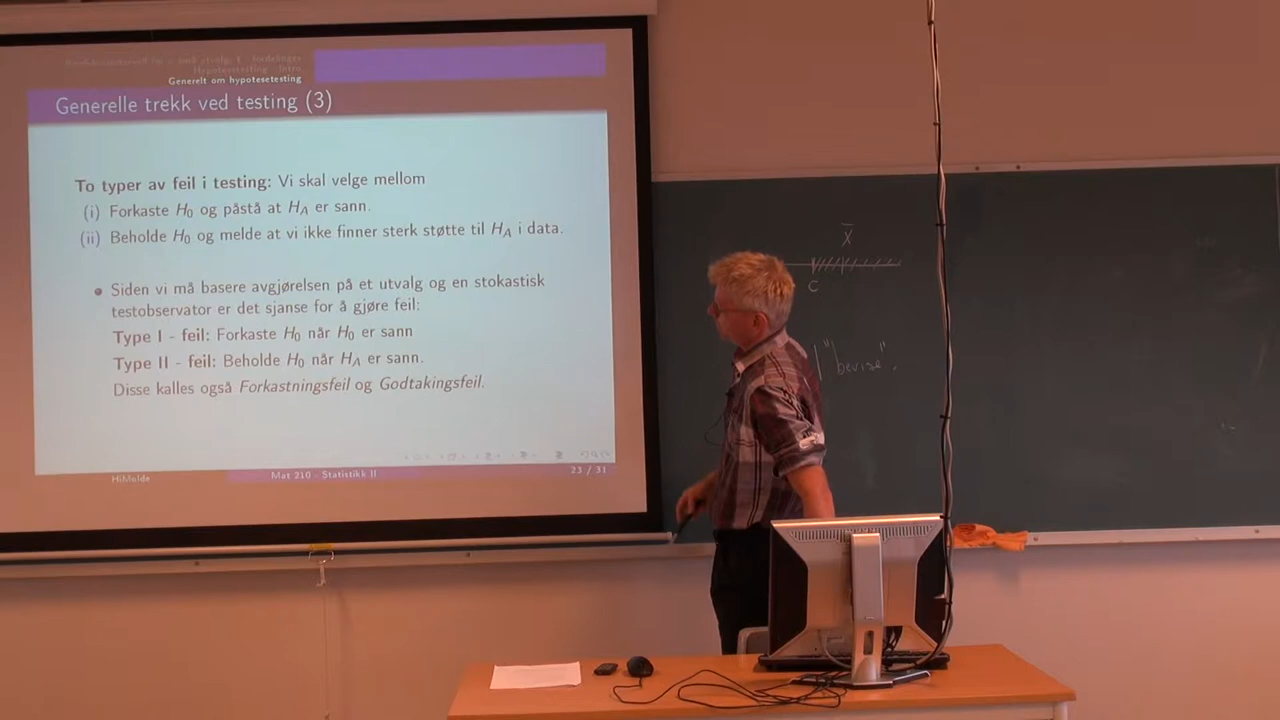 Generelt om hypotesetesting
Generelle trekk ved testing (3)
To typer av feil i testing: Vi skal velge mellom
(i) Forkaste H₀ og påstå at H_A er sann.
(ii) Beholde H₀ og melde at vi ikke finner sterk støtte til H_A i data.
Siden vi må basere avgjørelsen på et utvalg og en stokastisk
testobservator er det sjanse for å gjøre feil:
Type I - feil: Forkaste H₀ når H₀ er sann
Type II - feil: Beholde H₀ når H_A er sann.
Disse kalles også Forkastningsfeil og Godtakingsfeil.
HiMolde
Mat 210 - Statistikk II
23 / 31
X̄
C
"bevise".